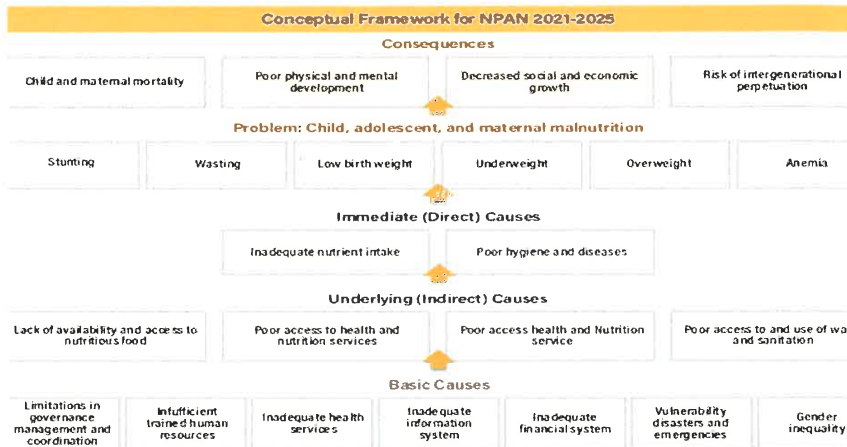 Conceptual Framework for NPAN 2021-2025
Consequences
Child and maternal mortality
Poor physical and mental
development
Decreased social and economic
growth
Risk of intergenerational
perpetuation
Problem: Child, adolescent, and maternal malnutrition
Stunting
Wasting
Low birth weight
Underweight
Overweight
Anemia
Immediate (Direct) Causes
Inadequate nutrient intake
Poor hygiene and diseases
Underlying (Indirect) Causes
Lack of availability and access to
nutritious food
Poor access to health and
nutrition services
Poor access health and Nutrition
service
Poor access to and use of wa
and sanitation
Basic Causes
Limitations in
governance
management and
coordination
Infufficient
trained human
resources
Inadequate health
services
Inadequate
information
system
Inadequate
financial system
Vulnerability
disasters and
emergencies
Gender
inequality